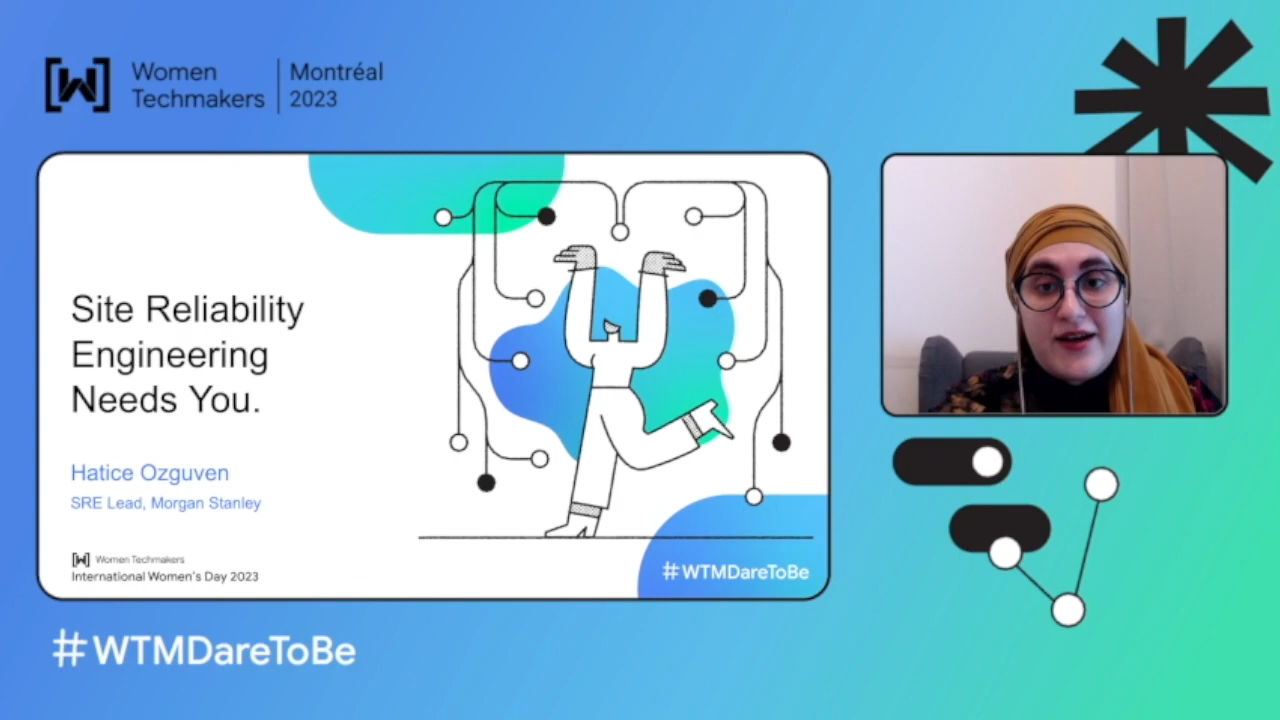 Women
Techmakers
Montréal
2023
Site Reliability
Engineering
Needs You.
Hatice Ozguven
SRE Lead, Morgan Stanley
Women Techmakers
International Women's Day 2023
#WTMDareToBe
#WTMDareToBe